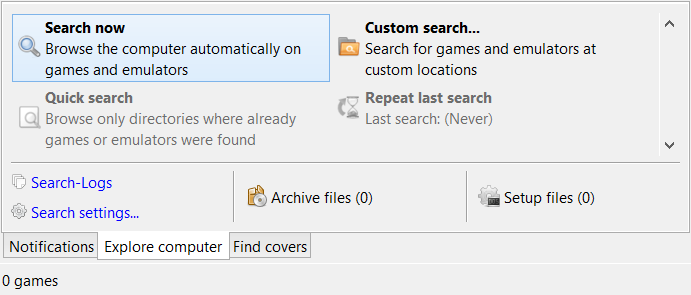 Search now
Browse the computer automatically on
games and emulators
Custom search...
Search for games and emulators at
custom locations
Quick search
Browse only directories where already
games or emulators were found
Repeat last search
Last search: (Never)
Search-Logs
Search settings...
Archive files (0)
Setup files (0)
Notifications
Explore computer
Find covers
0 games